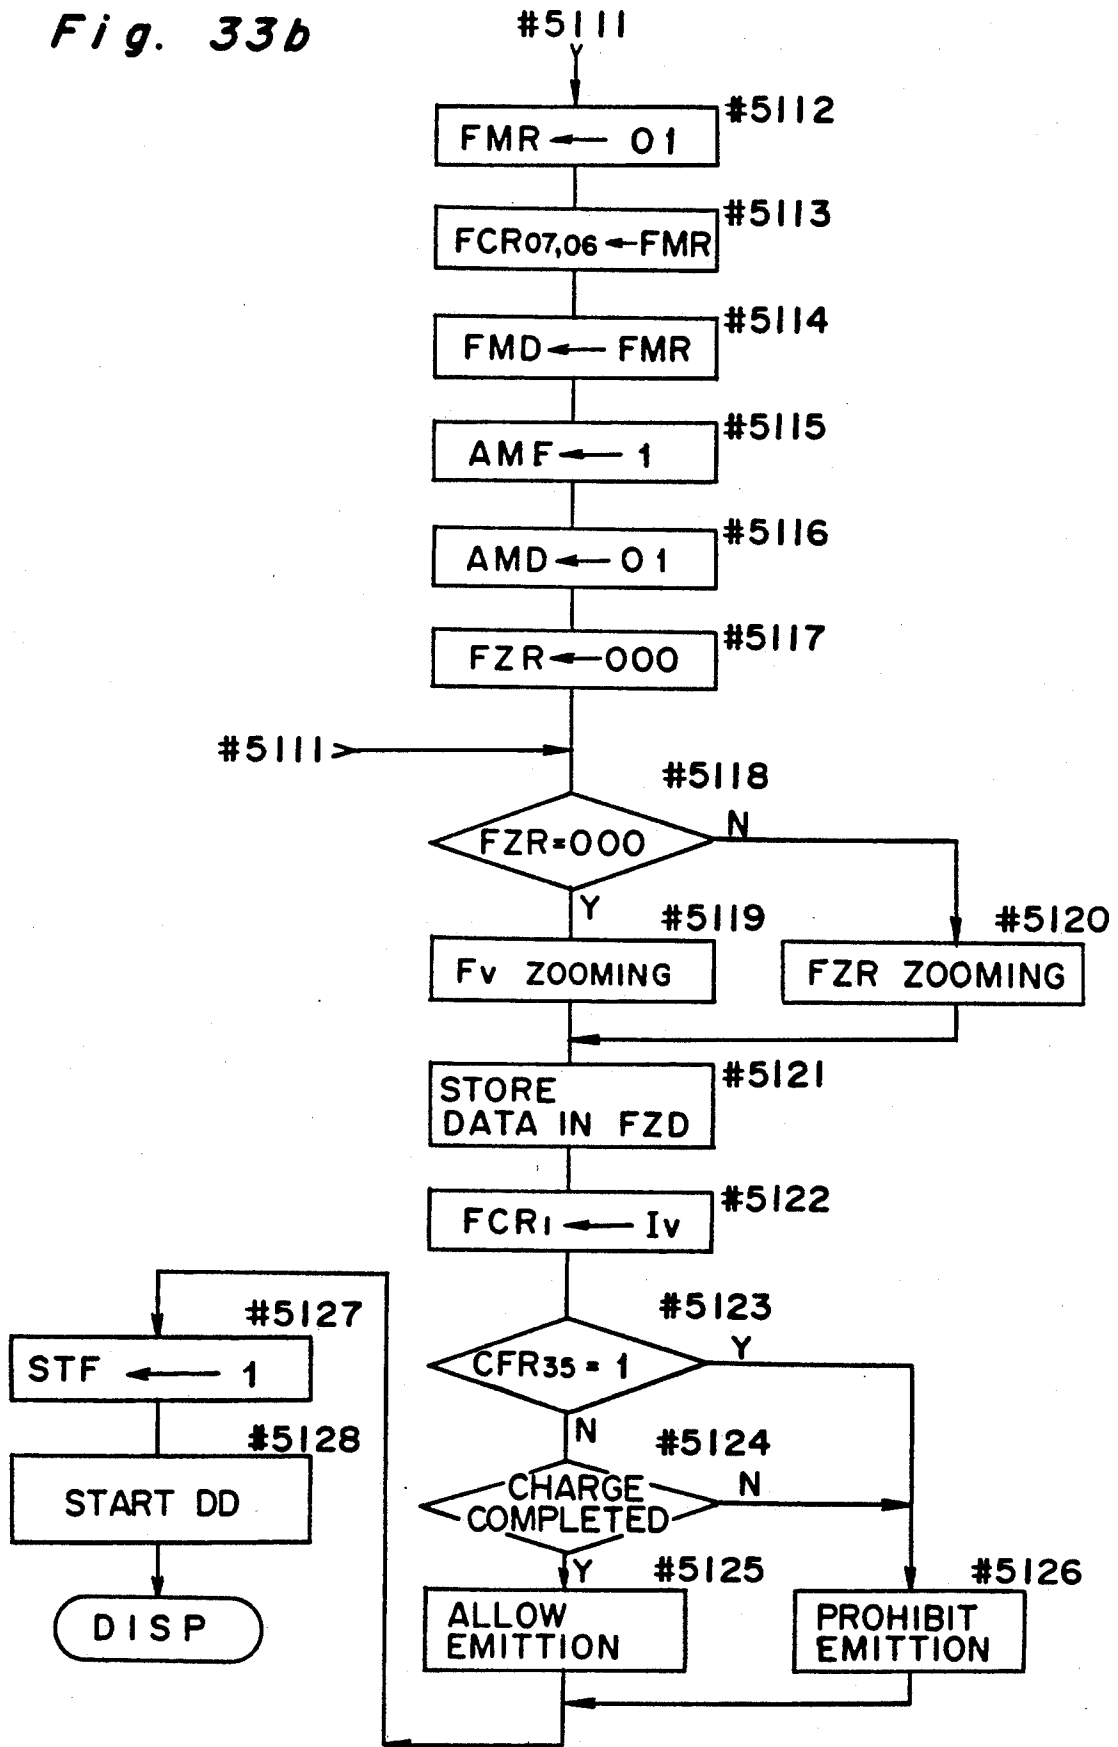 Fig. 33b
#5111
#5112
FMR ← 01
#5113
FCR07,06 ← FMR
#5114
FMD ← FMR
#5115
AMF ← 1
#5116
AMD ← 01
#5117
FZR ← 000
#5111
#5118
FZR=000
N
Y
#5119
Fv ZOOMING
#5120
FZR ZOOMING
#5121
STORE
DATA IN FZD
#5122
FCR1 ← Iv
#5123
CFR35 = 1
Y
N
#5124
CHARGE
COMPLETED
N
Y
#5125
ALLOW
EMITTION
#5126
PROHIBIT
EMITTION
#5127
STF ← 1
#5128
START DD
DISP